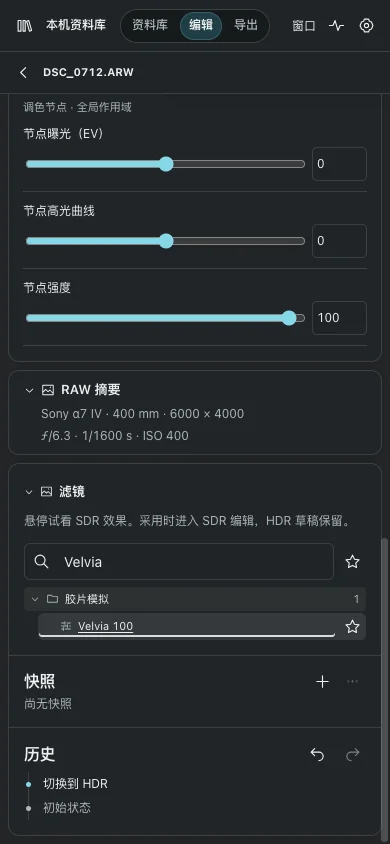 本机资料库 资料库 编辑 导出 窗口
DSC_0712.ARW
调色节点 · 全局作用域
节点曝光（EV）
0
节点高光曲线
0
节点强度
100
RAW 摘要
Sony α7 IV · 400 mm · 6000 × 4000
ƒ/6.3 · 1/1600 s · ISO 400
滤镜
悬停试看 SDR 效果。采用时进入 SDR 编辑，HDR 草稿保留。
Velvia
胶片模拟 1
Velvia 100
快照
尚无快照
历史
切换到 HDR
初始状态